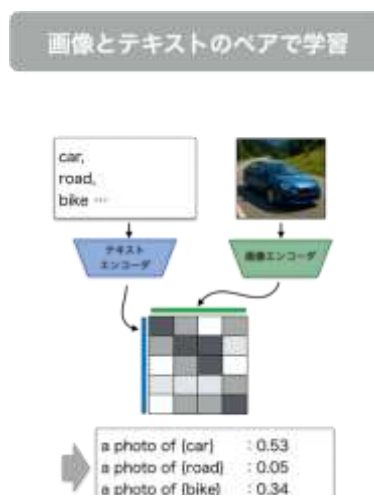 画像とテキストのペアで学習
car,
road,
bike …
テキスト
エンコーダ
画像エンコーダ
a photo of {car} : 0.53
a photo of {road} : 0.05
a photo of {bike} : 0.34